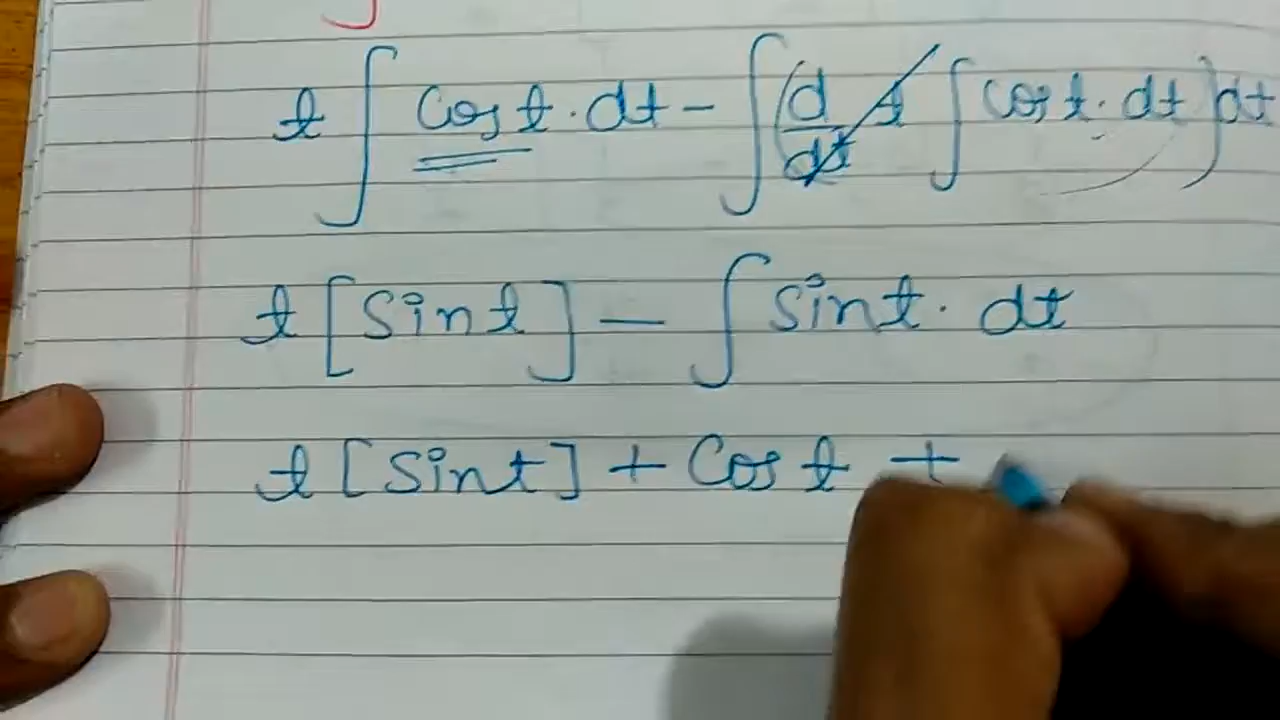 t ∫ Cos t . dt - ∫ (d/dt t ∫ Cos t . dt) dt
t [Sin t] - ∫ Sin t . dt
t [Sin t] + Cos t +